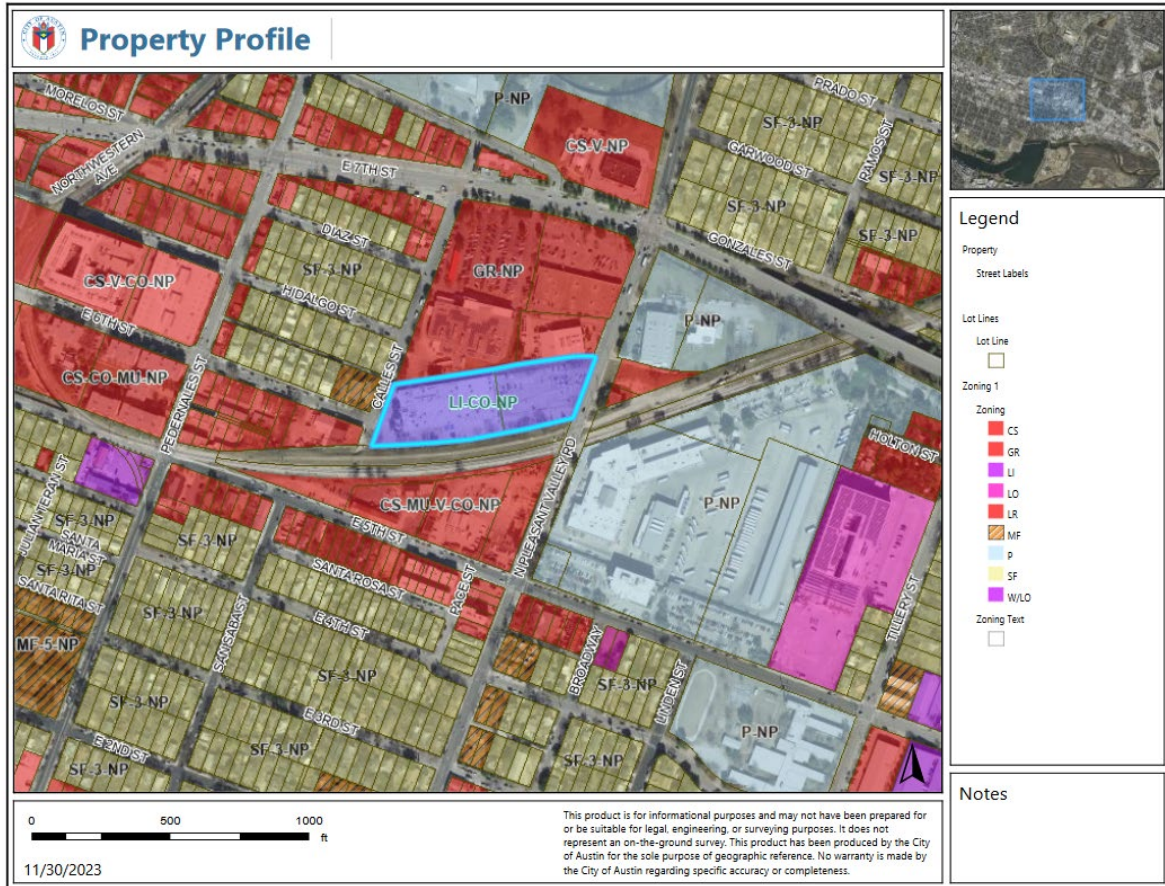 CITY OF AUSTIN
Property Profile
MORELOS ST
P-NP
PRADO ST
SF-3-NP
RAMOS ST
NORTHWESTERN
AVE
E 7TH ST
CS-V-NP
GARWOOD ST
SF-3-NP
SF-3-NP
DIAZ ST
SF-3-NP
GR-NP
GONZALES ST
SF-3-NP
CS-V-CO-NP
HIDALGO ST
P-NP
E 6TH ST
CS-CO-MU-NP
PEDERNALES ST
CALLES ST
LI-CO-NP
N PLEASANT VALLEY RD
HOLTON ST
JULIAN TERAN ST
CS-MU-V-CO-NP
P-NP
SF-3-NP
SANTA
MARIA ST
SF-3-NP
E 5TH ST
SF-3-NP
SANTA ROSA ST
PACE ST
TILLERY ST
SANTA RITA ST
SF-3-NP
SAN SABA ST
E 4TH ST
MF-5-NP
BROADWAY
SF-3-NP
LINDEN ST
SF-3-NP
SF-3-NP
E 3RD ST
P-NP
E 2ND ST
SF-3-NP
SF-3-NP
SF-3-NP
Legend
Property
Street Labels
Lot Lines
Lot Line
Zoning 1
Zoning
CS
GR
LI
LO
LR
MF
P
SF
W/LO
Zoning Text
Notes
0 500 1000
ft
11/30/2023
This product is for informational purposes and may not have been prepared for
or be suitable for legal, engineering, or surveying purposes. It does not
represent an on-the-ground survey. This product has been produced by the City
of Austin for the sole purpose of geographic reference. No warranty is made by
the City of Austin regarding specific accuracy or completeness.